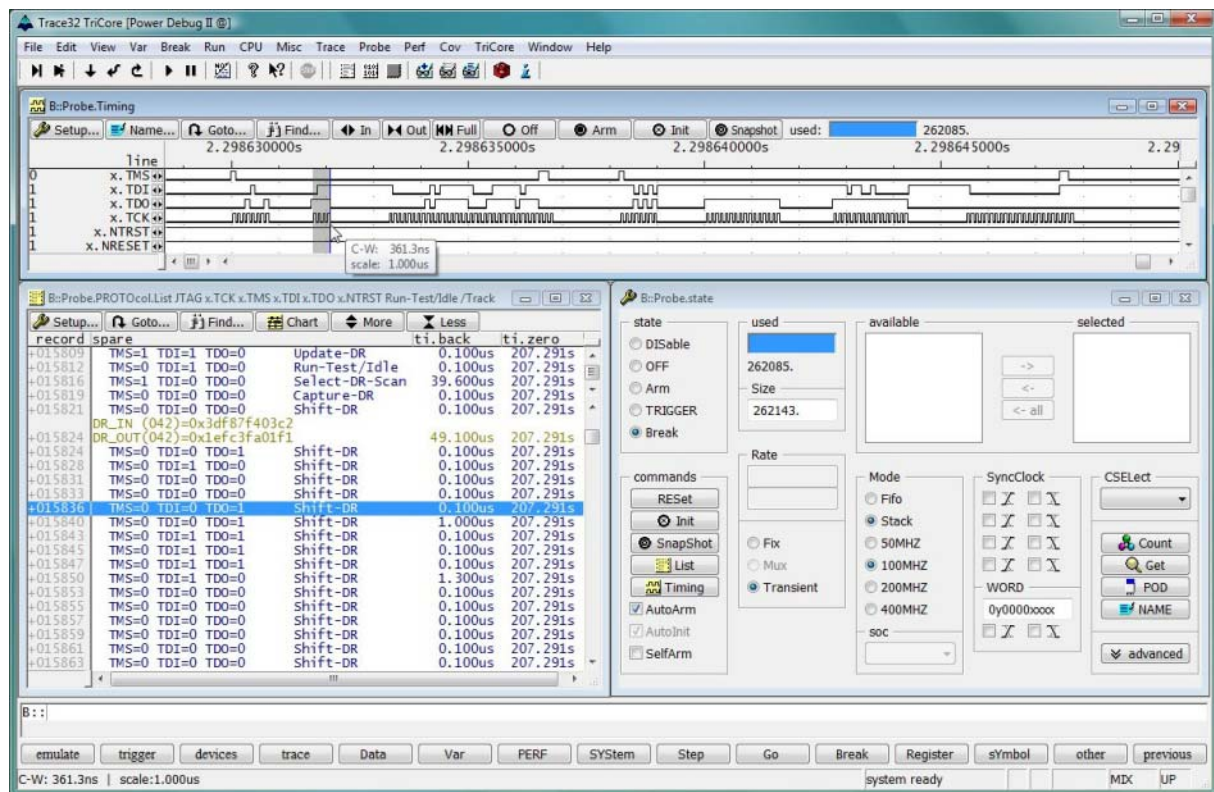 Trace32 TriCore [Power Debug II @]
File Edit View Var Break Run CPU Misc Trace Probe Perf Cov TriCore Window Help
B::Probe.Timing
Setup... Name... Goto... Find... In Out Full Off Arm Init Snapshot used: 262085.
2.298630000s 2.298635000s 2.298640000s 2.298645000s 2.29
line
0 x.TMS
1 x.TDI
1 x.TDO
1 x.TCK
1 x.NTRST
1 x.NRESET
C-W: 361.3ns
scale: 1.000us
B::Probe.PROTOcol.List JTAG x.TCK x.TMS x.TDI x.TDO x.NTRST Run-Test/Idle /Track
Setup... Goto... Find... Chart More Less
record spare ti.back ti.zero
+015809 TMS=1 TDI=1 TDO=0 Update-DR 0.100us 207.291s
+015812 TMS=0 TDI=1 TDO=0 Run-Test/Idle 0.100us 207.291s
+015816 TMS=1 TDI=0 TDO=0 Select-DR-Scan 39.600us 207.291s
+015819 TMS=0 TDI=0 TDO=0 Capture-DR 0.100us 207.291s
+015821 TMS=0 TDI=0 TDO=0 Shift-DR 0.100us 207.291s
DR_IN (042)=0x3df87f403c2
+015824 DR_OUT(042)=0x1efc3fa01f1 49.100us 207.291s
+015824 TMS=0 TDI=0 TDO=1 Shift-DR 0.100us 207.291s
+015828 TMS=0 TDI=1 TDO=0 Shift-DR 0.100us 207.291s
+015831 TMS=0 TDI=0 TDO=0 Shift-DR 0.100us 207.291s
+015833 TMS=0 TDI=0 TDO=0 Shift-DR 0.100us 207.291s
+015836 TMS=0 TDI=0 TDO=1 Shift-DR 0.100us 207.291s
+015840 TMS=0 TDI=0 TDO=1 Shift-DR 1.000us 207.291s
+015843 TMS=0 TDI=1 TDO=1 Shift-DR 0.100us 207.291s
+015845 TMS=0 TDI=1 TDO=1 Shift-DR 0.100us 207.291s
+015847 TMS=0 TDI=1 TDO=1 Shift-DR 0.100us 207.291s
+015850 TMS=0 TDI=1 TDO=0 Shift-DR 1.300us 207.291s
+015853 TMS=0 TDI=0 TDO=0 Shift-DR 0.100us 207.291s
+015855 TMS=0 TDI=0 TDO=0 Shift-DR 0.100us 207.291s
+015857 TMS=0 TDI=0 TDO=0 Shift-DR 0.100us 207.291s
+015859 TMS=0 TDI=0 TDO=0 Shift-DR 0.100us 207.291s
+015861 TMS=0 TDI=0 TDO=0 Shift-DR 0.100us 207.291s
+015863 TMS=0 TDI=0 TDO=0 Shift-DR 0.100us 207.291s
B::Probe.state
state used available selected
DISable
OFF 262085. ->
Arm Size <-
TRIGGER 262143. <- all
Break
Rate
commands Mode SyncClock CSELect
RESet Fifo
Init Stack
SnapShot Fix 50MHZ Count
List Mux 100MHZ Get
Timing Transient 200MHZ WORD POD
AutoArm 400MHZ 0y0000xxxx NAME
AutoInit soc
SelfArm advanced
B::
emulate trigger devices trace Data Var PERF SYStem Step Go Break Register sYmbol other previous
C-W: 361.3ns | scale:1.000us system ready MIX UP